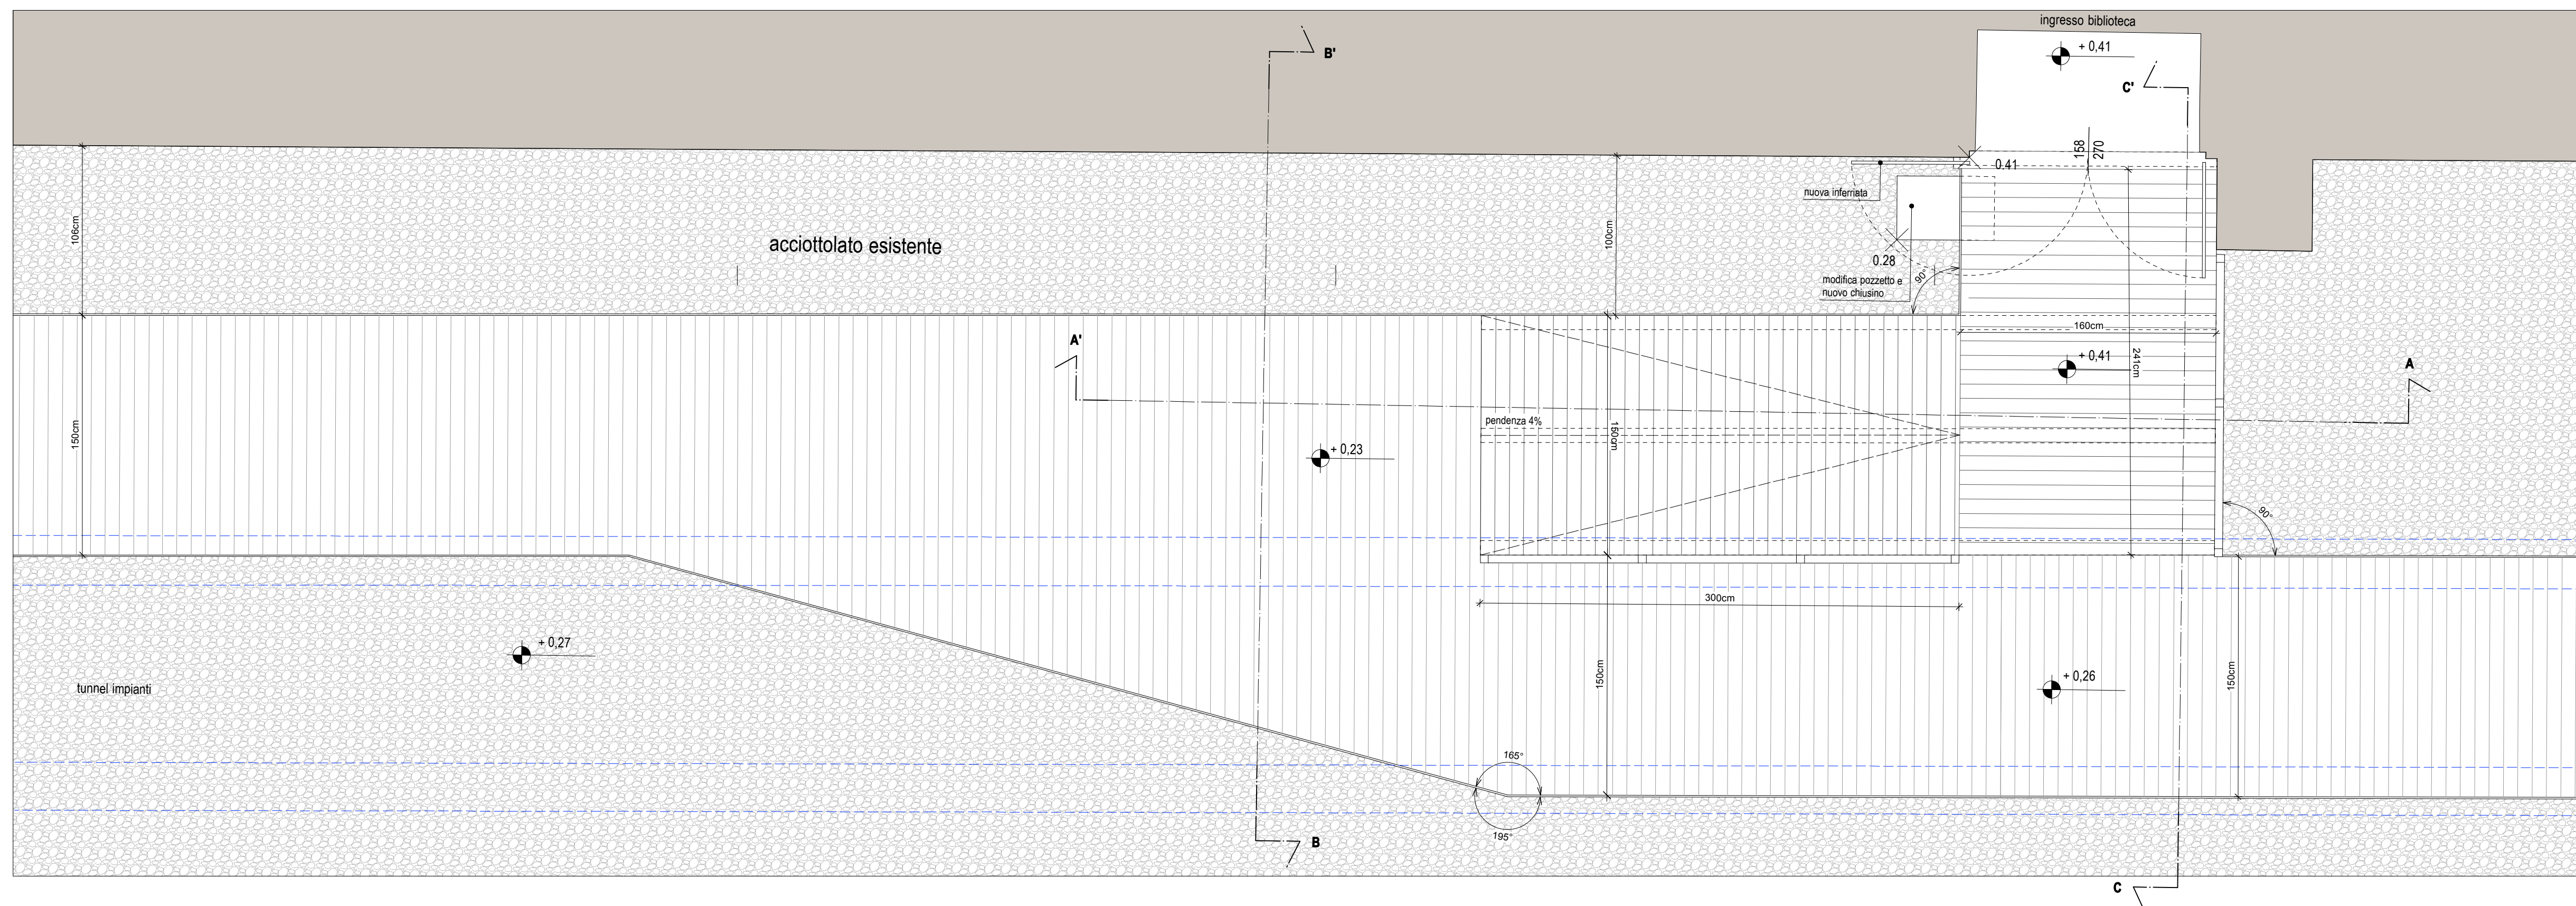 ingresso biblioteca
+ 0,41
B'
C'
158
270
0.41
nuova inferriata
106cm
100cm
acciottolato esistente
0.28
90°
modifica pozzetto e
nuovo chiusino
160cm
A'
+ 0,41
241cm
A
pendenza 4%
150cm
150cm
+ 0,23
90°
300cm
+ 0,27
tunnel impianti
150cm
+ 0,26
150cm
165°
195°
B
C